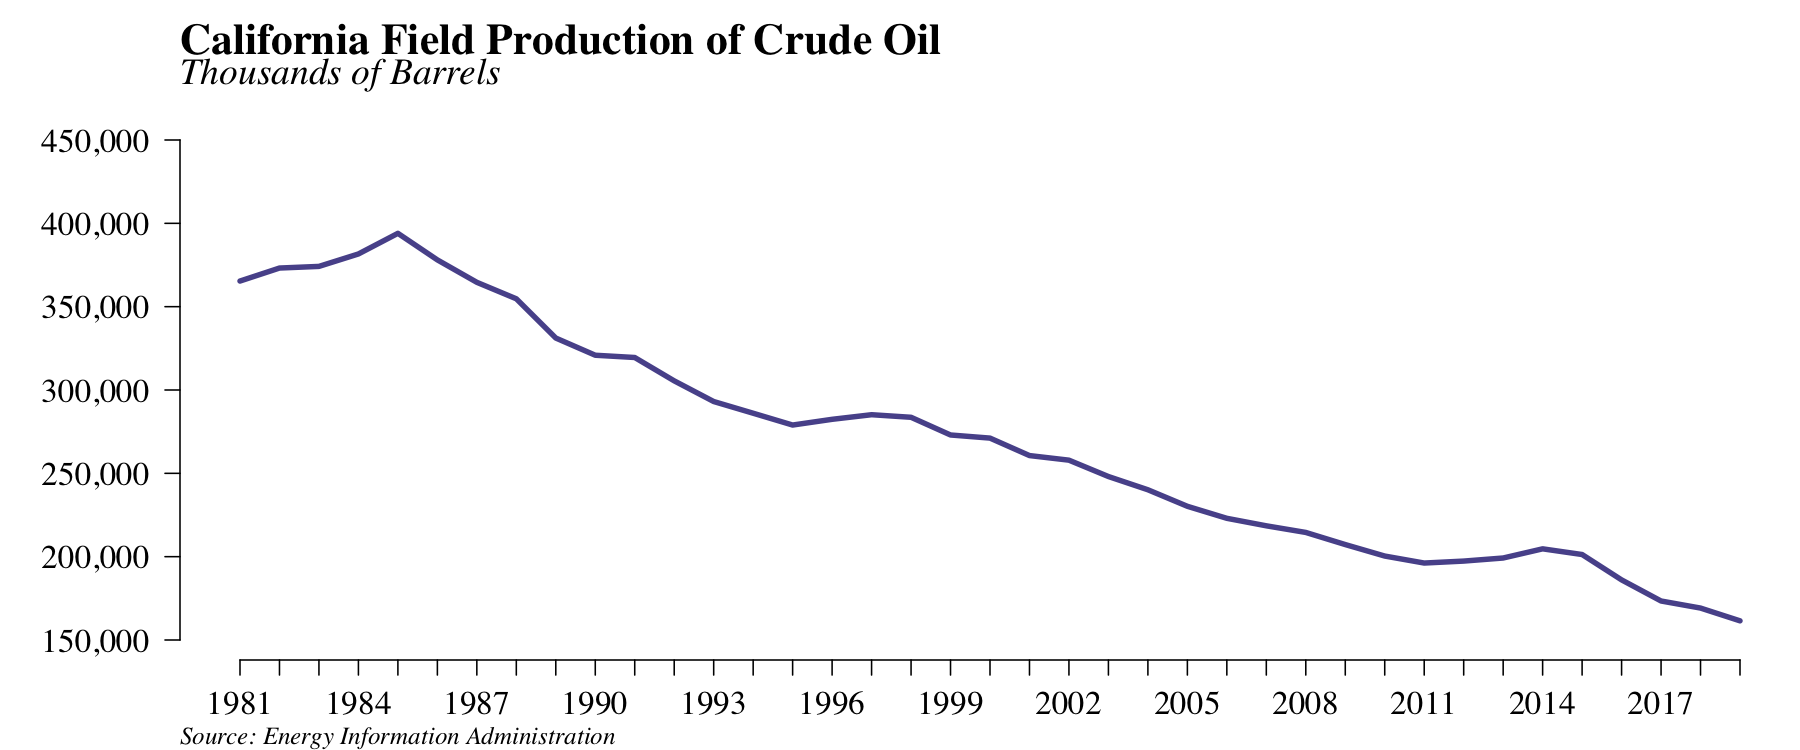 California Field Production of Crude Oil
Thousands of Barrels
450,000
400,000
350,000
300,000
250,000
200,000
150,000
1981 1984 1987 1990 1993 1996 1999 2002 2005 2008 2011 2014 2017
Source: Energy Information Administration